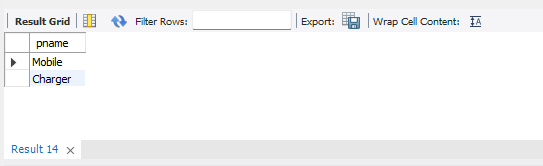 Result Grid Filter Rows: Export: Wrap Cell Content:
pname
Mobile
Charger
Result 14